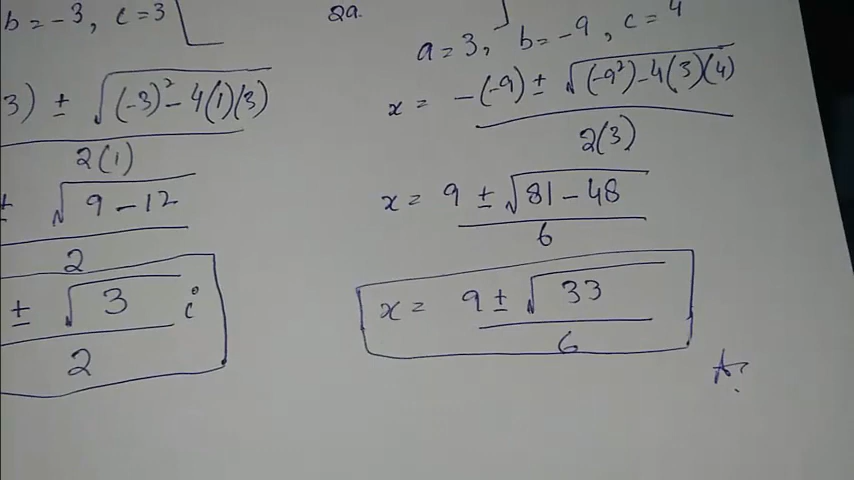 b = -3, c = 3
3) ± √(-3)² - 4(1)(3)
2(1)
± √9 - 12
2
± √3 i
2
2a
a = 3, b = -9, c = 4
x = -(-9) ± √(-9²) - 4(3)(4)
2(3)
x = 9 ± √81 - 48
6
x = 9 ± √33
6